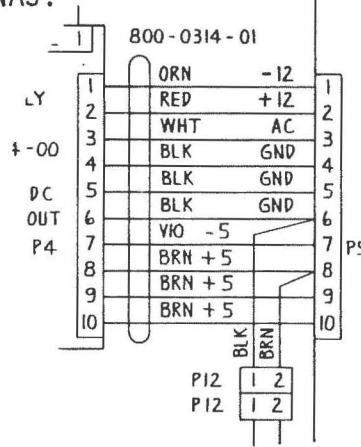 1 800-0314-01
1 ORN -12 1
2 RED +12 2
3 WHT AC 3
4 BLK GND 4
5 BLK GND 5
6 BLK GND 6
7 VIO -5 7
8 BRN +5 8
9 BRN +5 9
10 BRN +5 10
LY
-00
DC
OUT
P4
BLK BRN
P12 1 2
P12 1 2